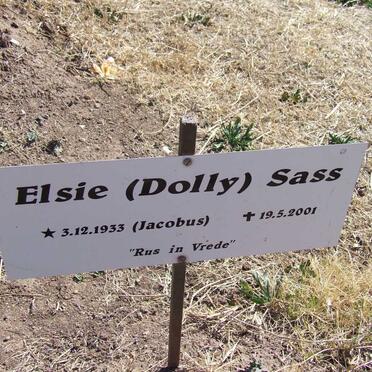 Elsie (Dolly) Sass
★ 3.12.1933 (Jacobus) ✝ 19.5.2001
"Rus in Vrede"